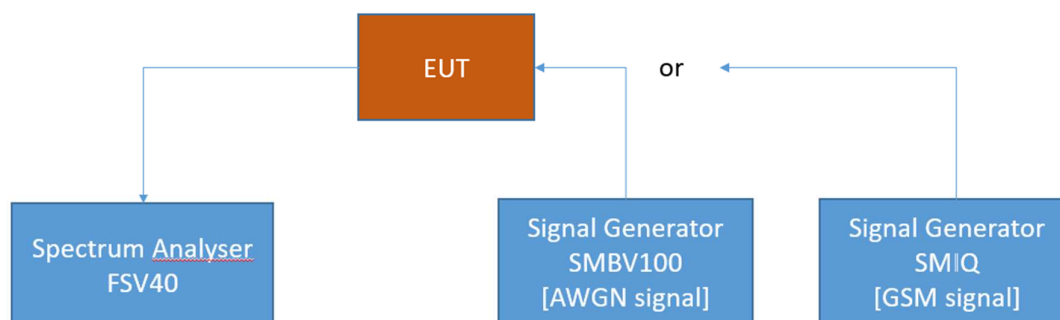 EUT
or
Spectrum Analyser
FSV40
Signal Generator
SMBV100
[AWGN signal]
Signal Generator
SMIQ
[GSM signal]